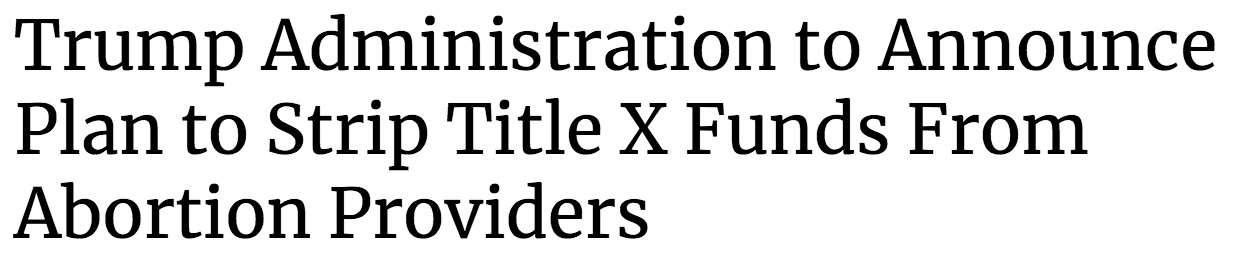 Trump Administration to Announce
Plan to Strip Title X Funds From
Abortion Providers